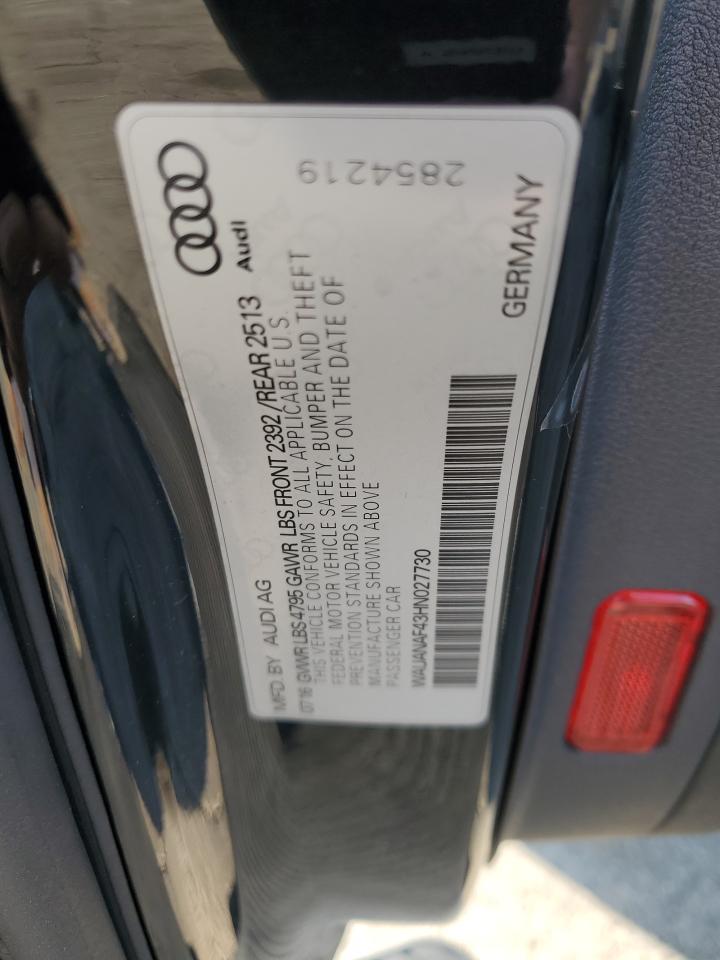 Audi
2854219
MFD. BY AUDI AG
07/16 GVWR LBS 4795 GAWR LBS FRONT 2392/REAR 2513
THIS VEHICLE CONFORMS TO ALL APPLICABLE U.S.
FEDERAL MOTOR VEHICLE SAFETY, BUMPER AND THEFT
PREVENTION STANDARDS IN EFFECT ON THE DATE OF
MANUFACTURE SHOWN ABOVE
PASSENGER CAR
WAUANAF43HN027730
GERMANY